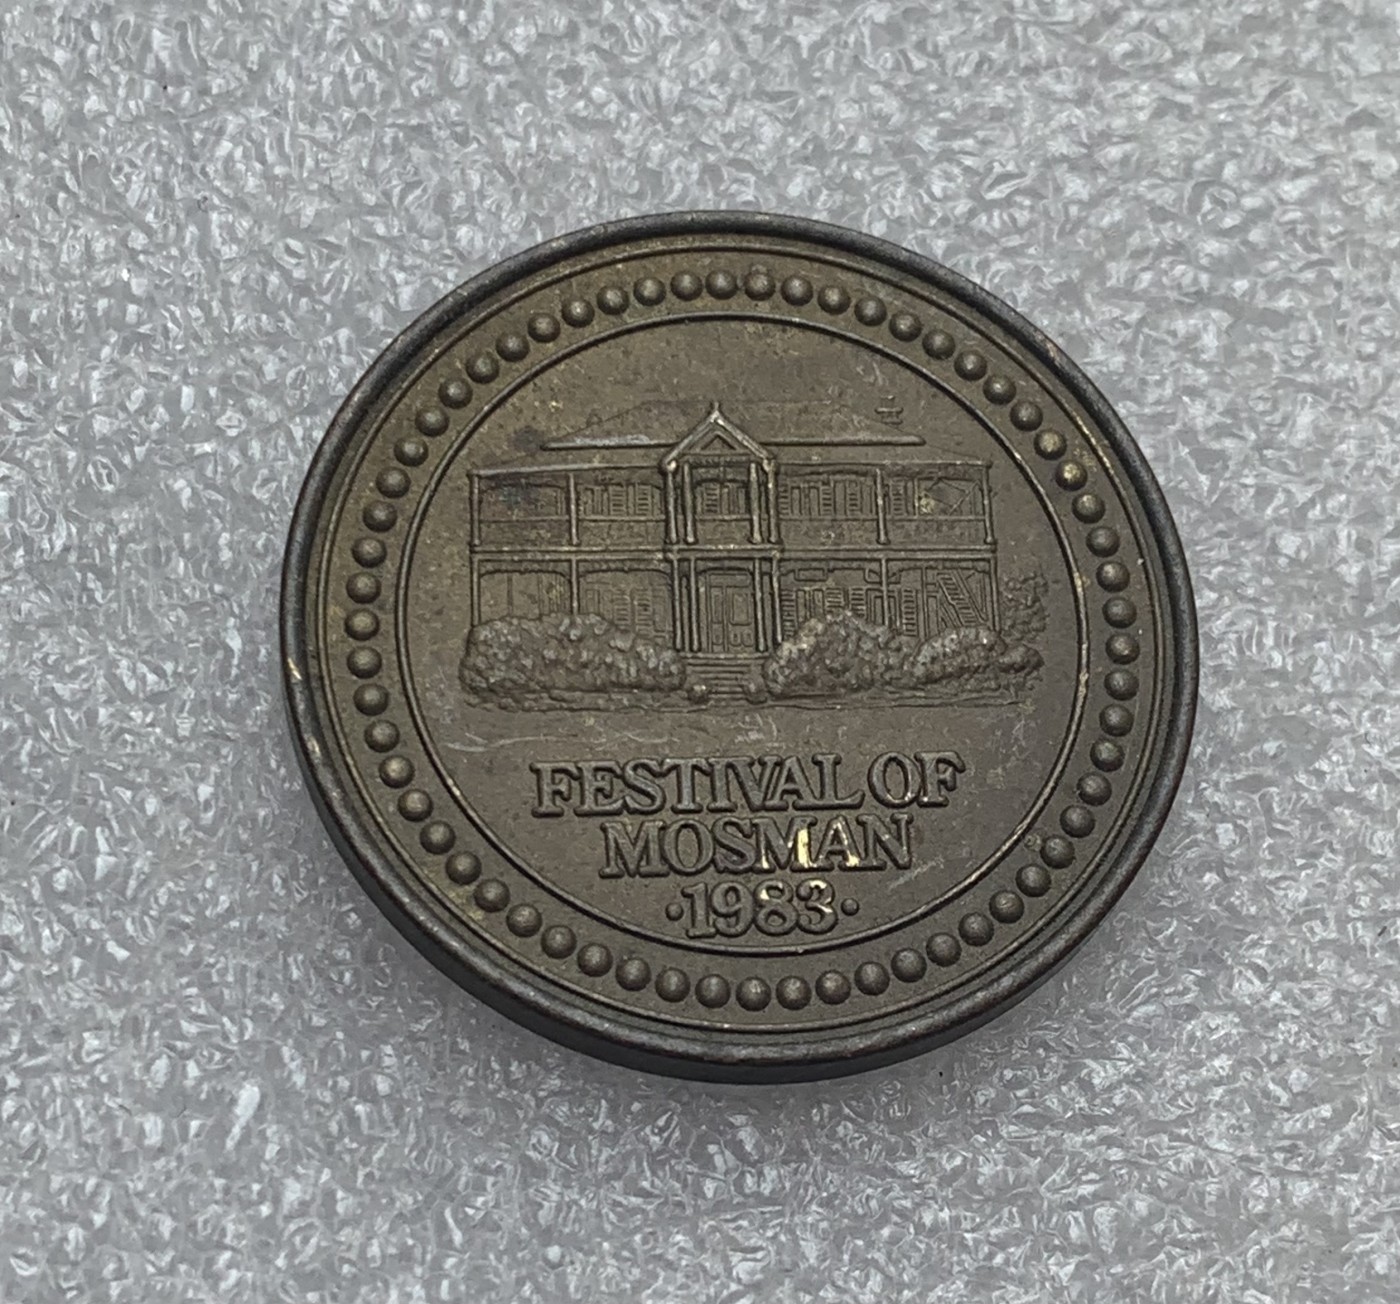 FESTIVAL OF
MOSMAN
·1983·